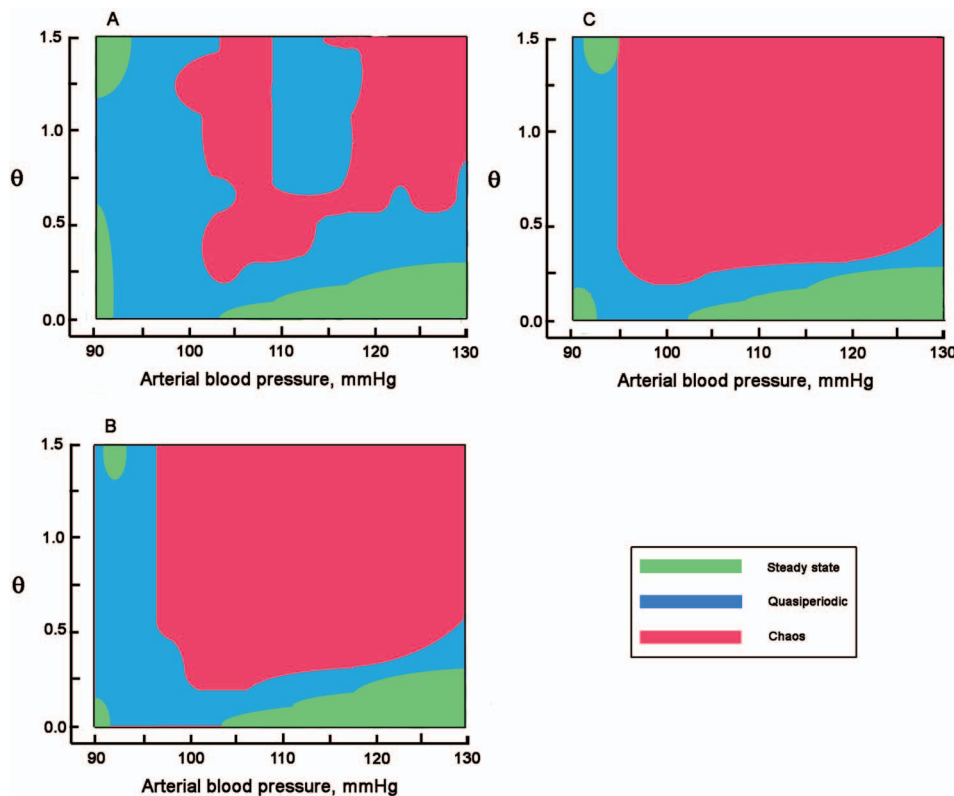 A
1.5
1.0
θ
0.5
0.0
90
100
110
120
130
Arterial blood pressure, mmHg
C
1.5
1.0
θ
0.5
0.0
90
100
110
120
130
Arterial blood pressure, mmHg
B
1.5
1.0
θ
0.5
0.0
90
100
110
120
130
Arterial blood pressure, mmHg
Steady state
Quasiperiodic
Chaos